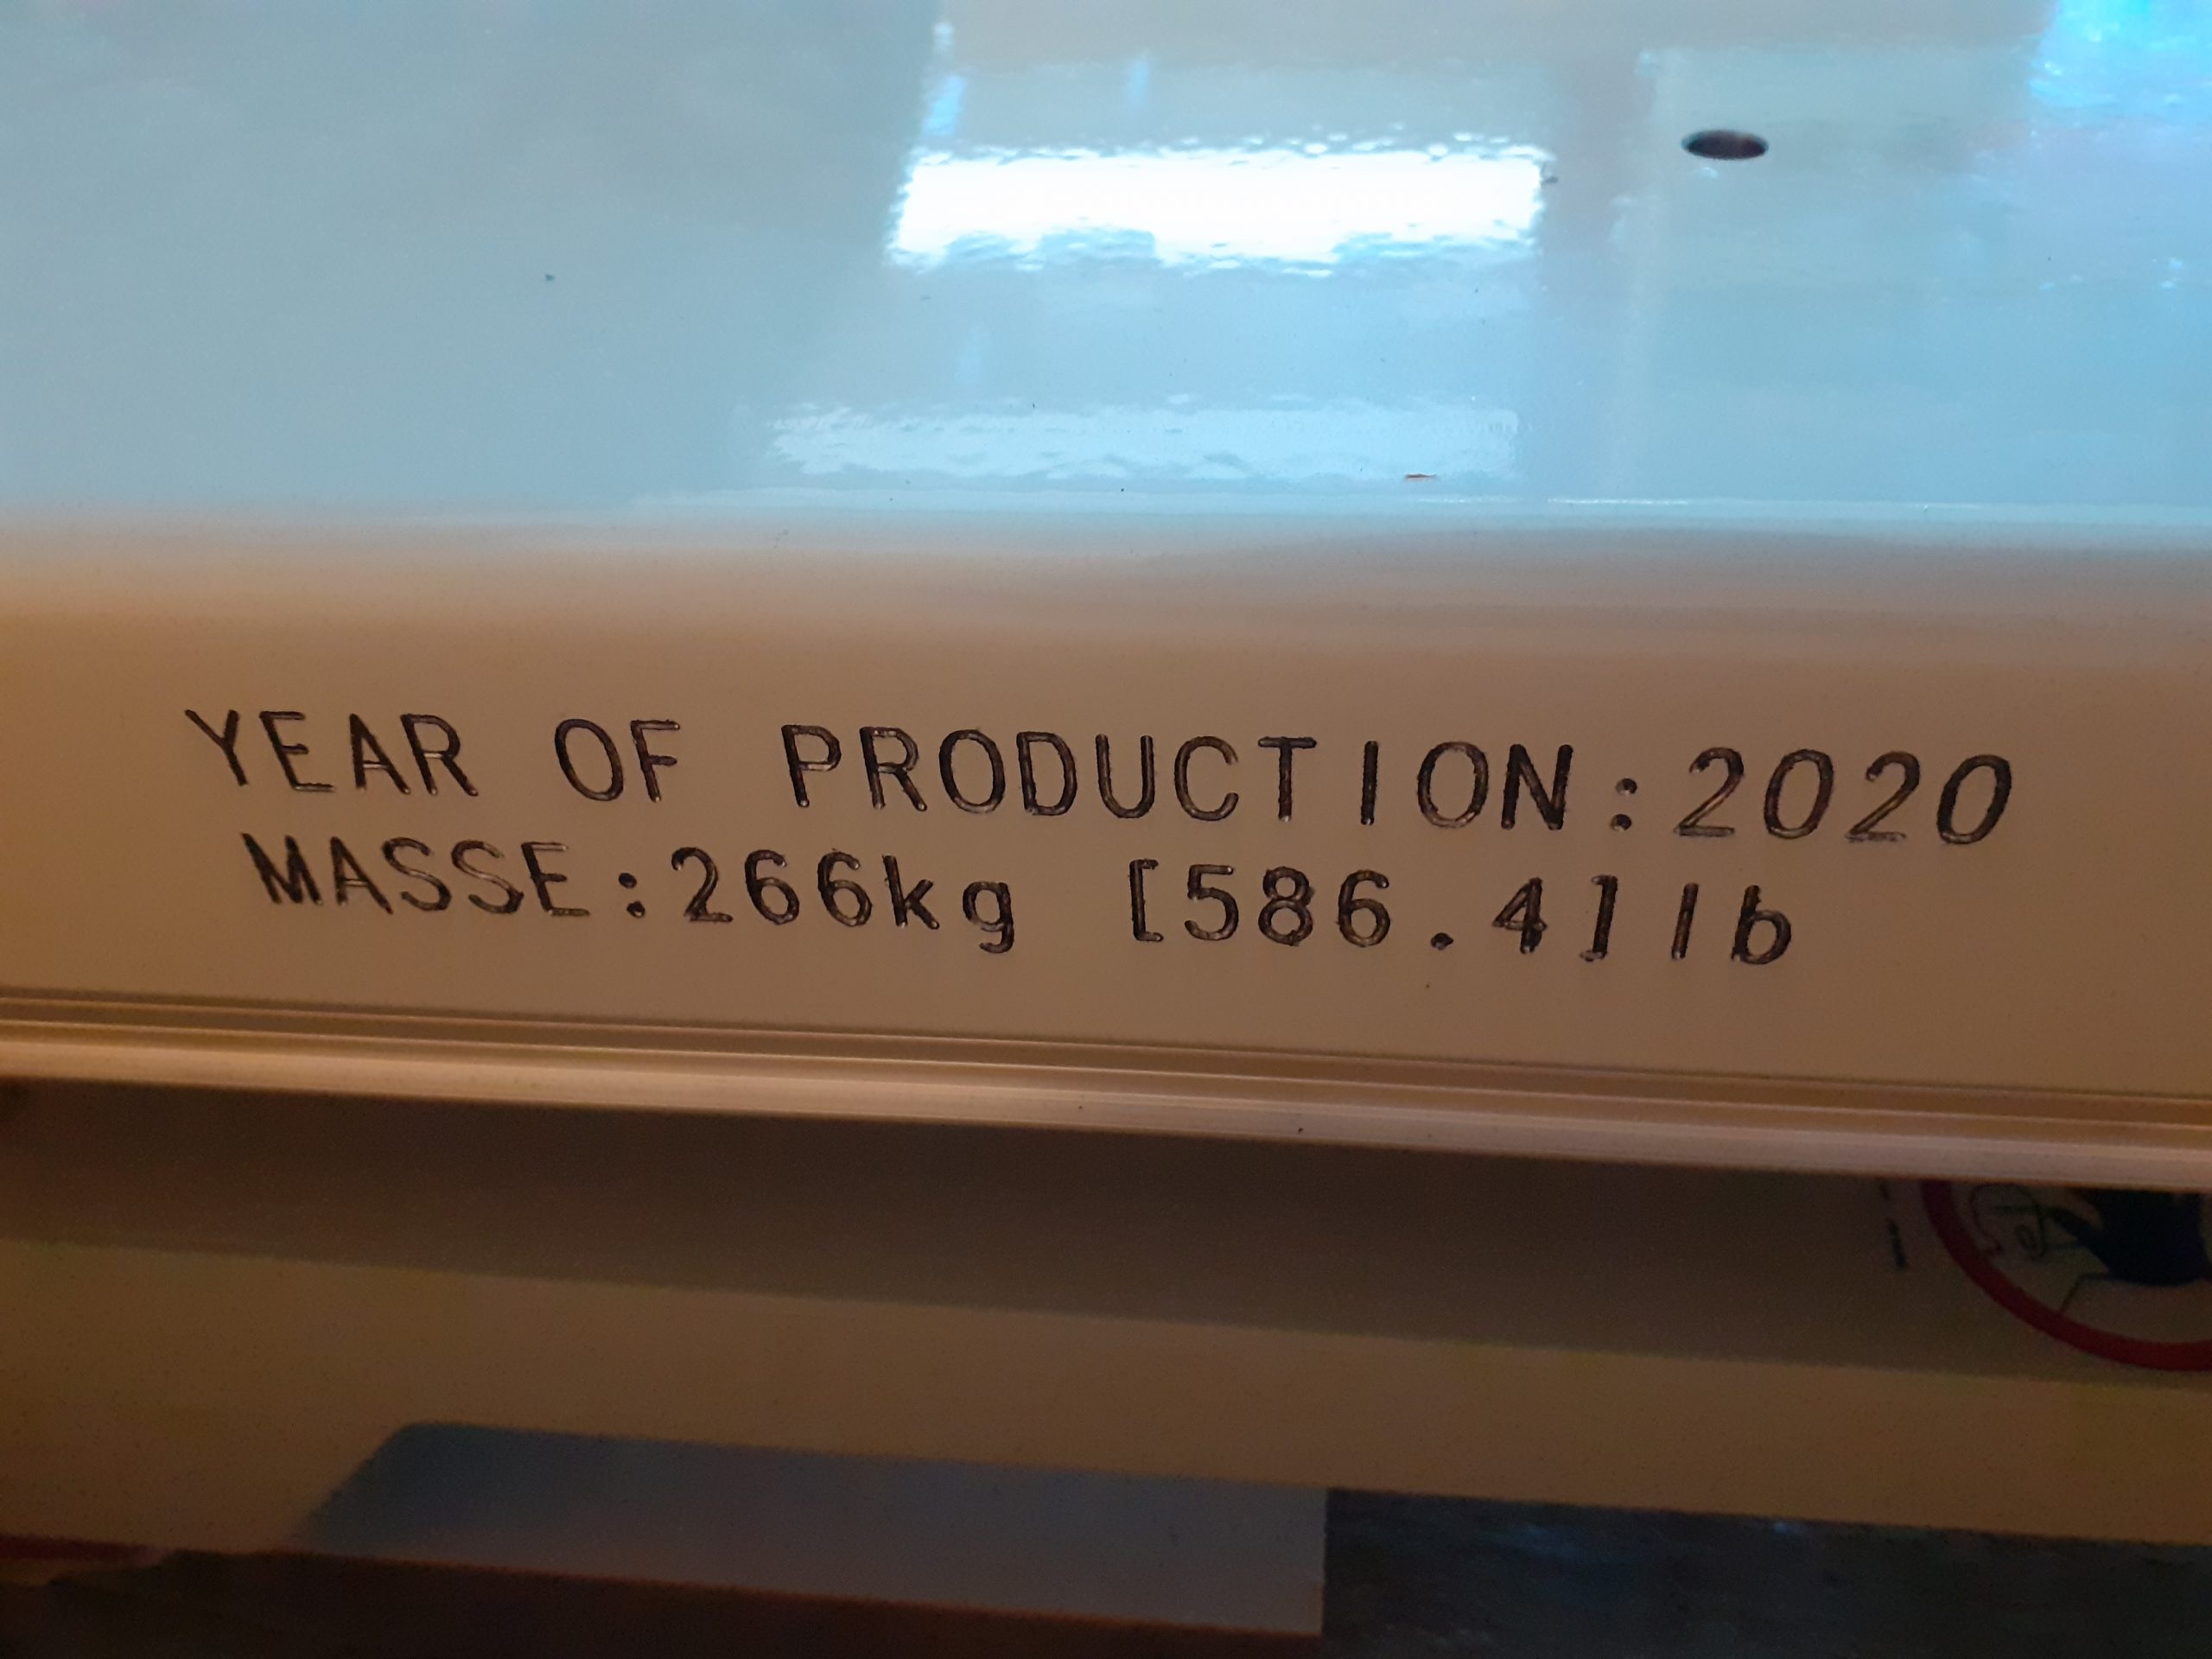 YEAR OF PRODUCTION:2020
MASSE:266kg [586.4]lb